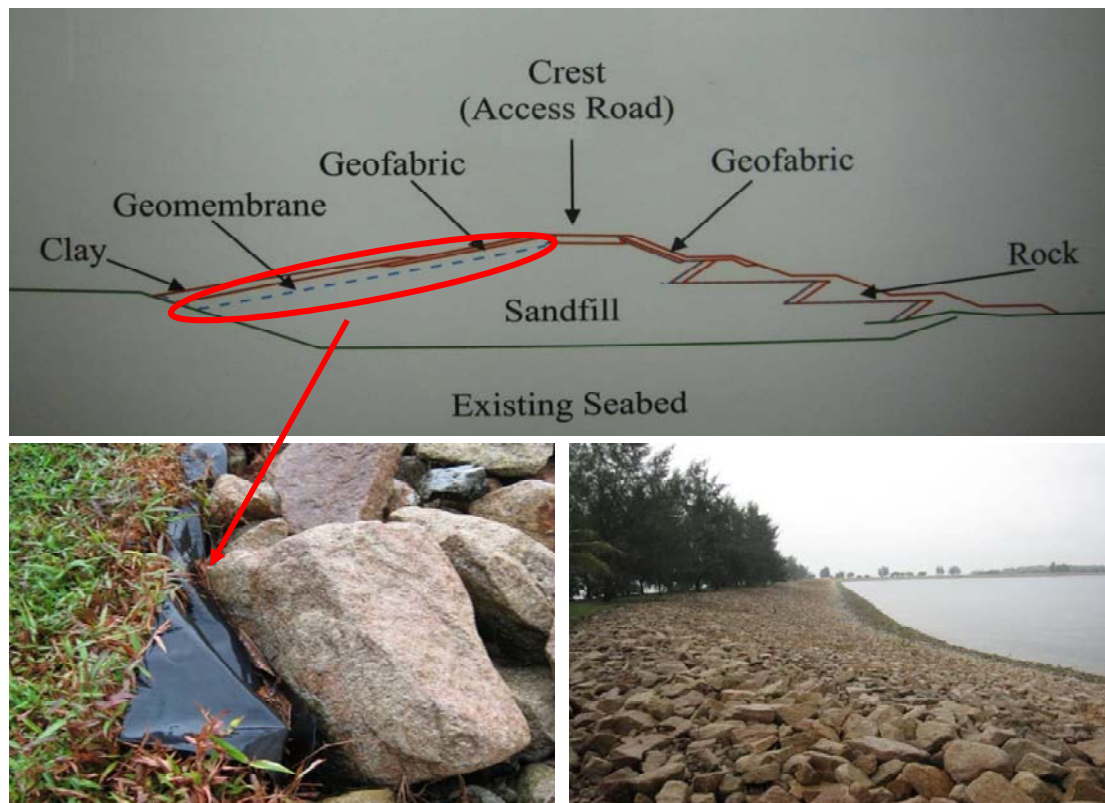 Crest
(Access Road)
Geofabric
Geofabric
Geomembrane
Clay
Rock
Sandfill
Existing Seabed